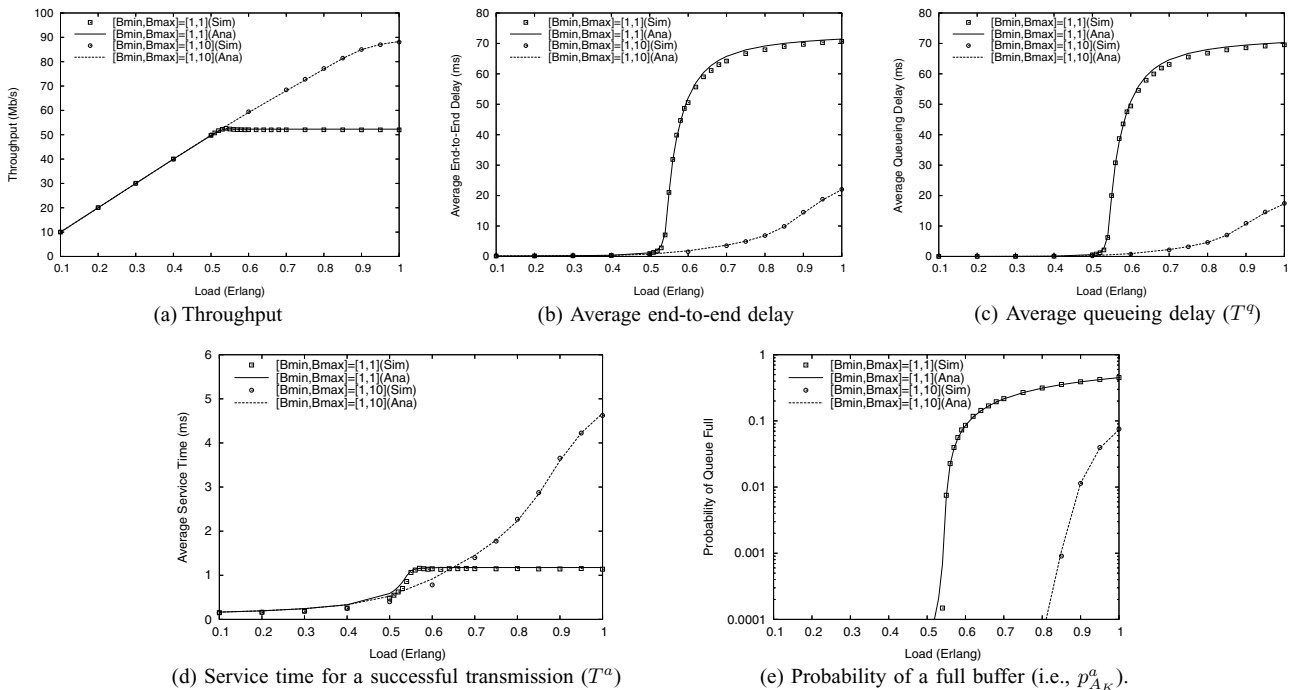 [Bmin,Bmax]=[1,1](Sim)
[Bmin,Bmax]=[1,1](Ana)
[Bmin,Bmax]=[1,10](Sim)
[Bmin,Bmax]=[1,10](Ana)
Throughput (Mb/s)
100
90
80
70
60
50
40
30
20
10
0
0.1 0.2 0.3 0.4 0.5 0.6 0.7 0.8 0.9 1
Load (Erlang)
(a) Throughput
[Bmin,Bmax]=[1,1](Sim)
[Bmin,Bmax]=[1,1](Ana)
[Bmin,Bmax]=[1,10](Sim)
[Bmin,Bmax]=[1,10](Ana)
Average End-to-End Delay (ms)
80
70
60
50
40
30
20
10
0
0.1 0.2 0.3 0.4 0.5 0.6 0.7 0.8 0.9 1
Load (Erlang)
(b) Average end-to-end delay
[Bmin,Bmax]=[1,1](Sim)
[Bmin,Bmax]=[1,1](Ana)
[Bmin,Bmax]=[1,10](Sim)
[Bmin,Bmax]=[1,10](Ana)
Average Queueing Delay (ms)
80
70
60
50
40
30
20
10
0
0.1 0.2 0.3 0.4 0.5 0.6 0.7 0.8 0.9 1
Load (Erlang)
(c) Average queueing delay (T^q)
[Bmin,Bmax]=[1,1](Sim)
[Bmin,Bmax]=[1,1](Ana)
[Bmin,Bmax]=[1,10](Sim)
[Bmin,Bmax]=[1,10](Ana)
Average Service Time (ms)
6
5
4
3
2
1
0
0.1 0.2 0.3 0.4 0.5 0.6 0.7 0.8 0.9 1
Load (Erlang)
(d) Service time for a successful transmission (T^a)
[Bmin,Bmax]=[1,1](Sim)
[Bmin,Bmax]=[1,1](Ana)
[Bmin,Bmax]=[1,10](Sim)
[Bmin,Bmax]=[1,10](Ana)
Probability of Queue Full
1
0.1
0.01
0.001
0.0001
0.1 0.2 0.3 0.4 0.5 0.6 0.7 0.8 0.9 1
Load (Erlang)
(e) Probability of a full buffer (i.e., p^a_{A_K}).